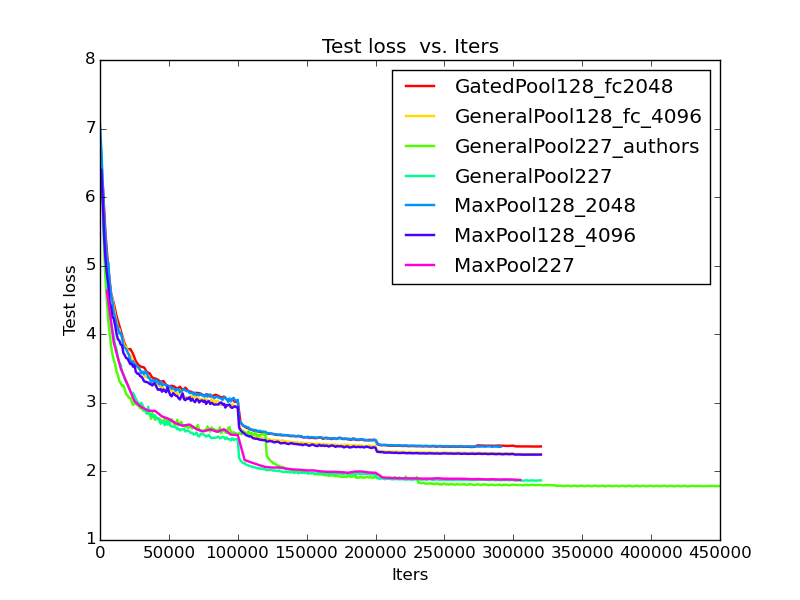 Test loss  vs. Iters
8
7
6
5
4
3
2
1
Test loss
GatedPool128_fc2048
GeneralPool128_fc_4096
GeneralPool227_authors
GeneralPool227
MaxPool128_2048
MaxPool128_4096
MaxPool227
0 50000 100000 150000 200000 250000 300000 350000 400000 450000
Iters